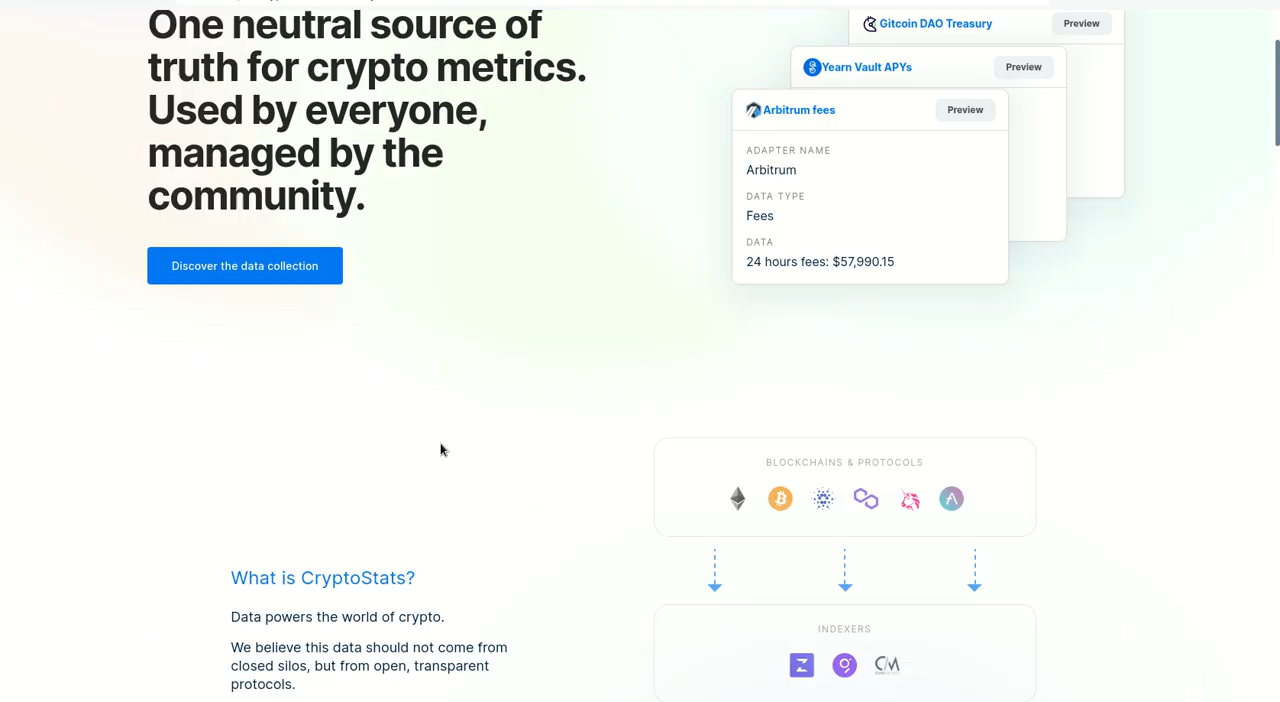 One neutral source of
truth for crypto metrics.
Used by everyone,
managed by the
community.
Discover the data collection
Gitcoin DAO Treasury
Preview
Yearn Vault APYs
Preview
Arbitrum fees
Preview
ADAPTER NAME
Arbitrum
DATA TYPE
Fees
DATA
24 hours fees: $57,990.15
BLOCKCHAINS & PROTOCOLS
What is CryptoStats?
Data powers the world of crypto.
We believe this data should not come from
closed silos, but from open, transparent
protocols.
INDEXERS
CM